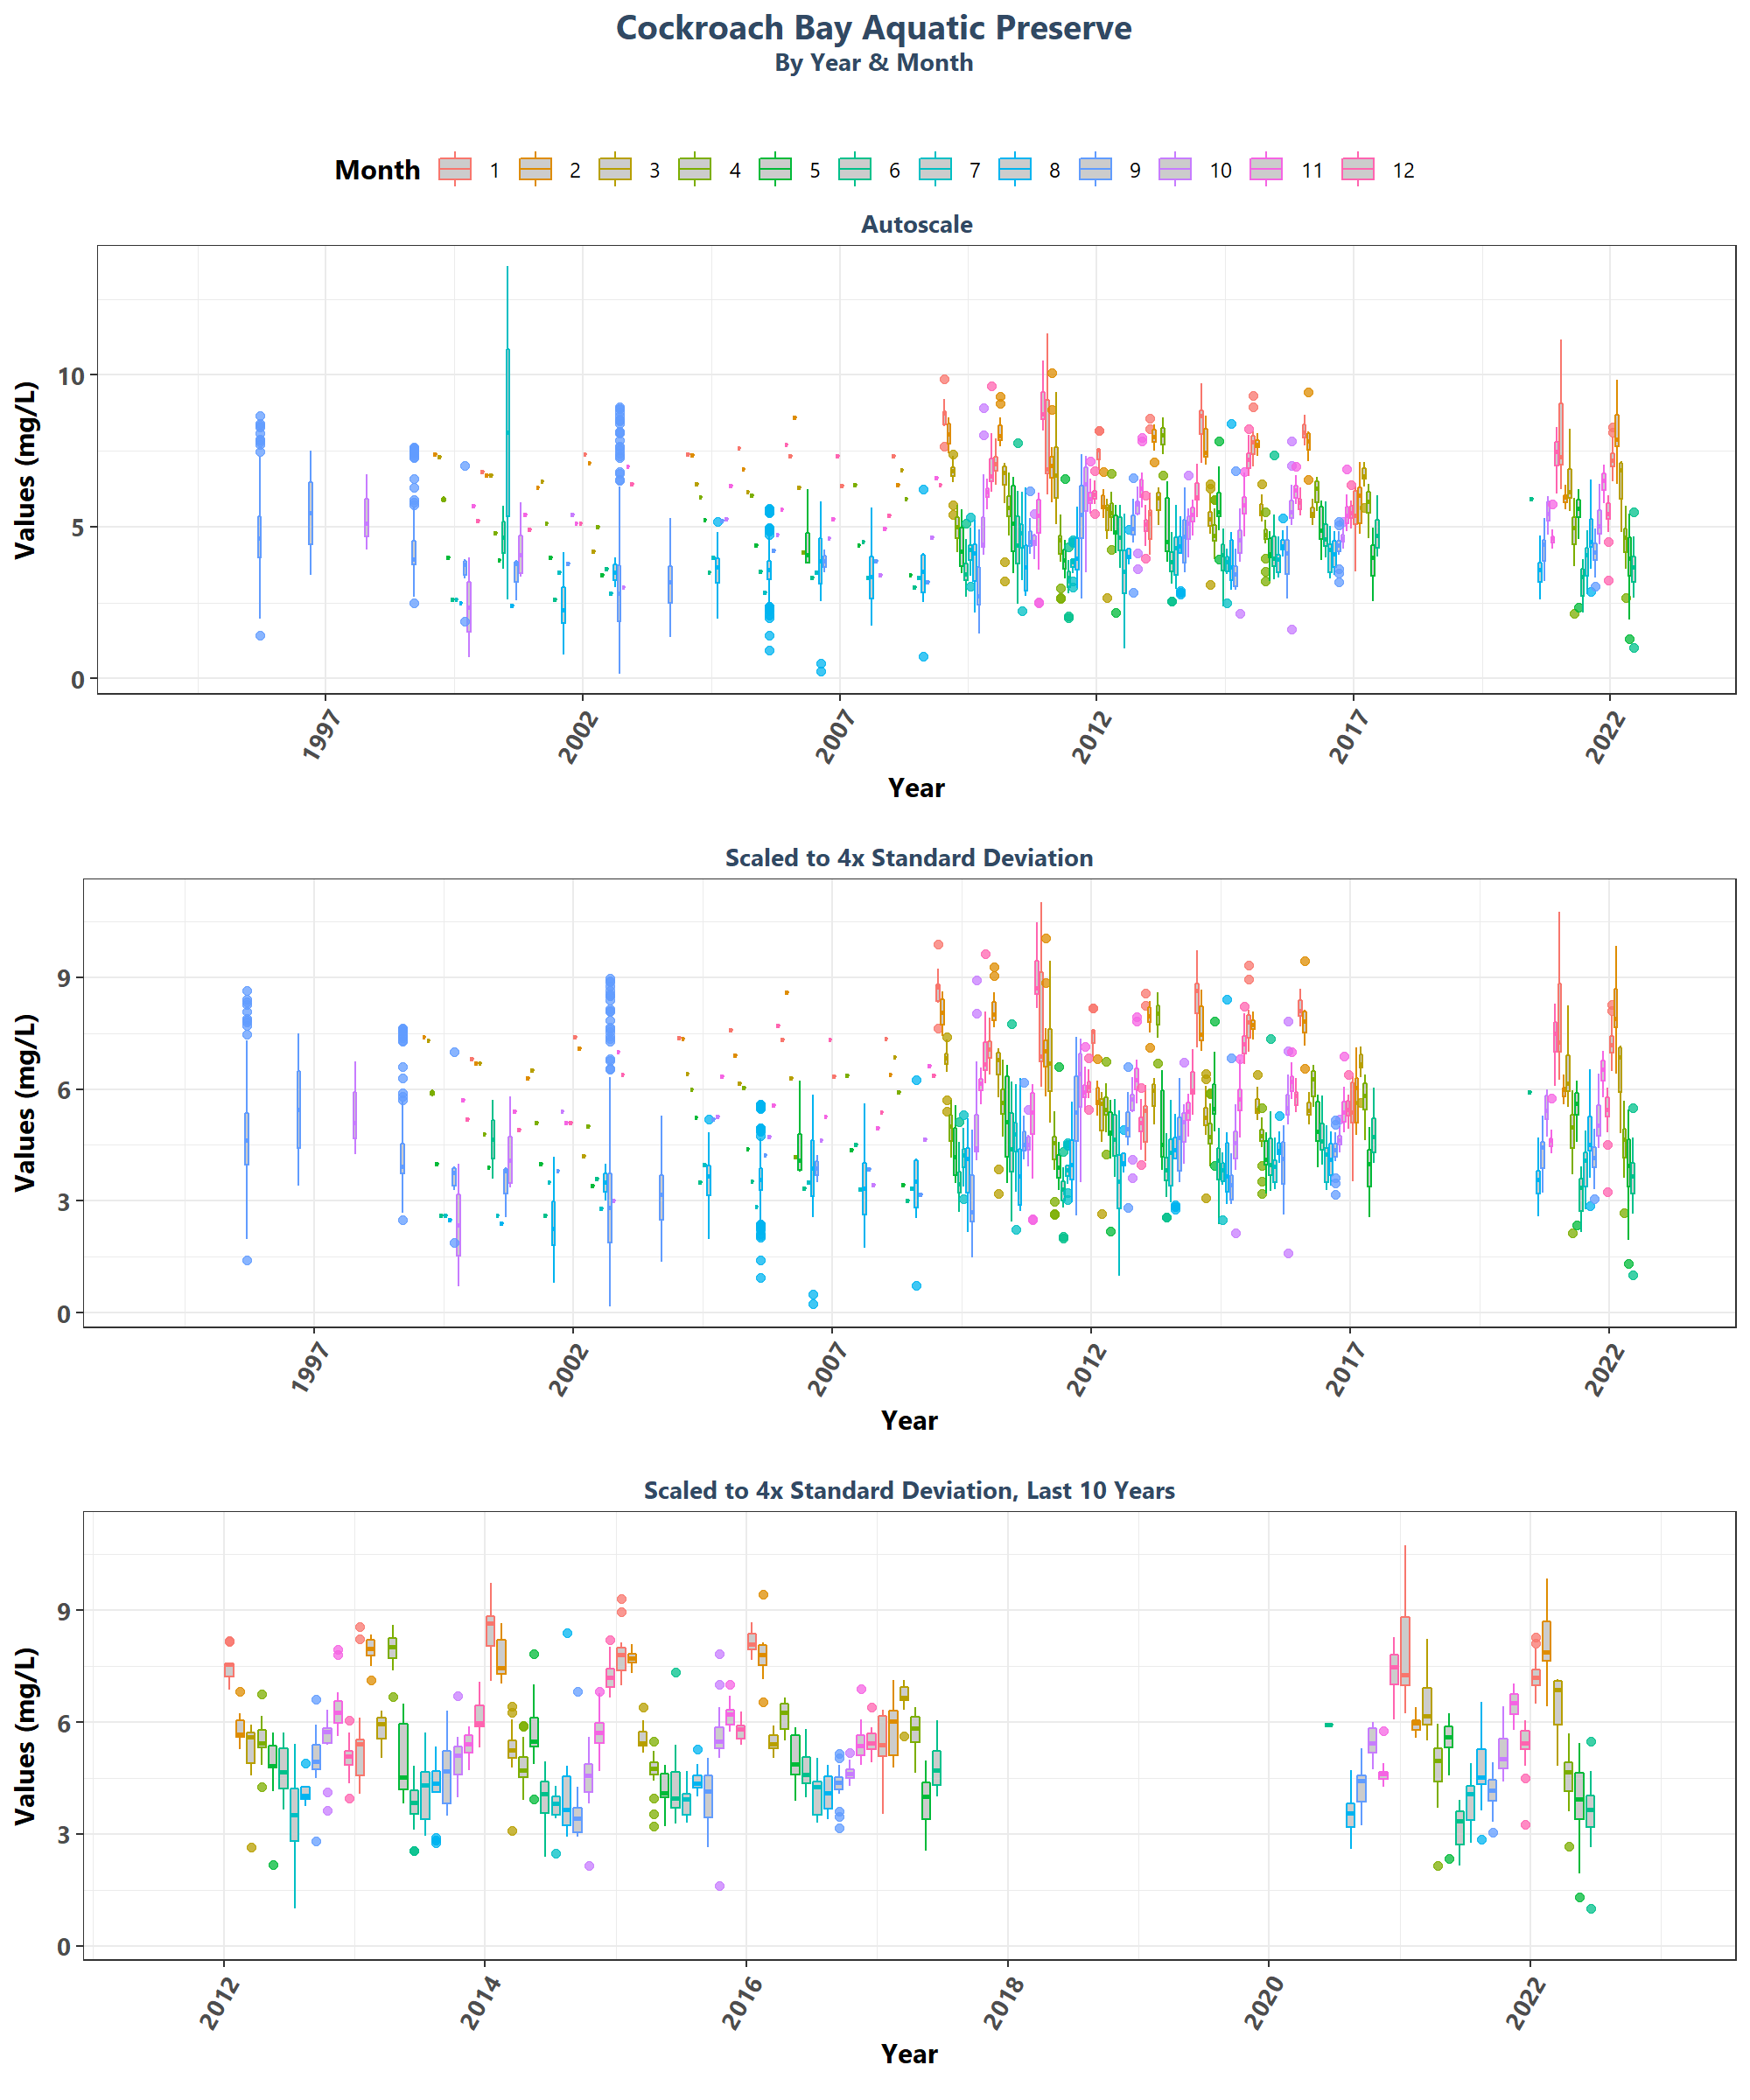 Cockroach Bay Aquatic Preserve
By Year & Month
Month 1 2 3 4 5 6 7 8 9 10 11 12
Autoscale
Values (mg/L)
10
5
0
1997 2002 2007 2012 2017 2022
Year
Scaled to 4x Standard Deviation
Values (mg/L)
9
6
3
0
1997 2002 2007 2012 2017 2022
Year
Scaled to 4x Standard Deviation, Last 10 Years
Values (mg/L)
9
6
3
0
2012 2014 2016 2018 2020 2022
Year